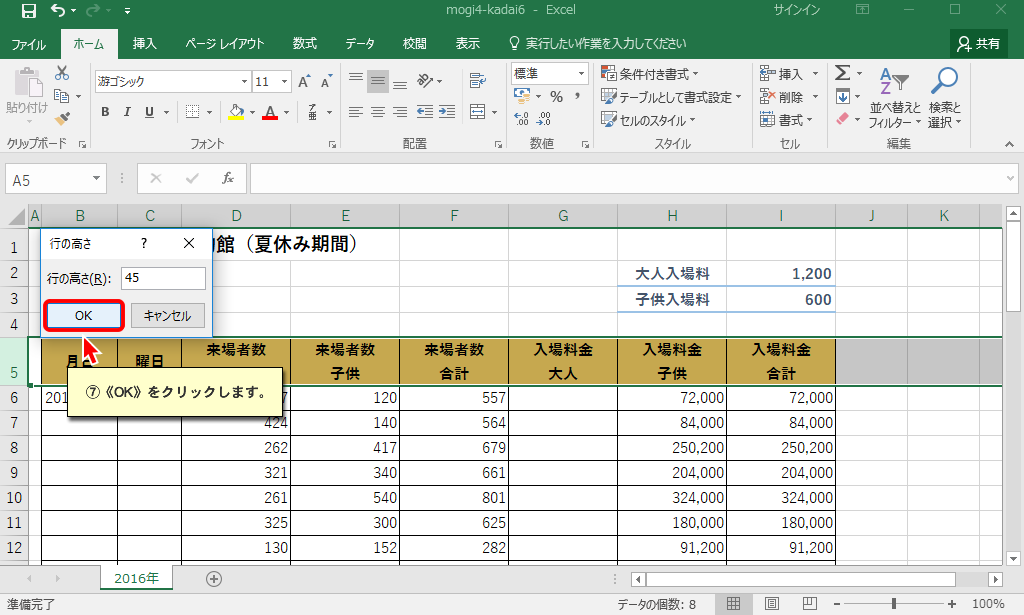 mogi4-kadai6 - Excel
サインイン
ファイル ホーム 挿入 ページ レイアウト 数式 データ 校閲 表示 実行したい作業を入力してください 共有
貼り付け
游ゴシック 11
B I U
標準
% ,
条件付き書式
テーブルとして書式設定
セルのスタイル
挿入
削除
書式
Σ
並べ替えと
フィルター
検索と
選択
クリップボード フォント 配置 数値 スタイル セル 編集
A5 fx
A B C D E F G H I J K
1 物館（夏休み期間）
2 大人入場料 1,200
3 子供入場料 600
4
行の高さ ? ×
行の高さ(R): 45
OK キャンセル
5 曜日 来場者数 来場者数 来場者数 入場料金 入場料金 入場料金
子供 合計 大人 子供 合計
⑦《OK》をクリックします。
6 120 557 72,000 72,000
7 424 140 564 84,000 84,000
8 262 417 679 250,200 250,200
9 321 340 661 204,000 204,000
10 261 540 801 324,000 324,000
11 325 300 625 180,000 180,000
12 130 152 282 91,200 91,200
2016年
準備完了 データの個数: 8 100%